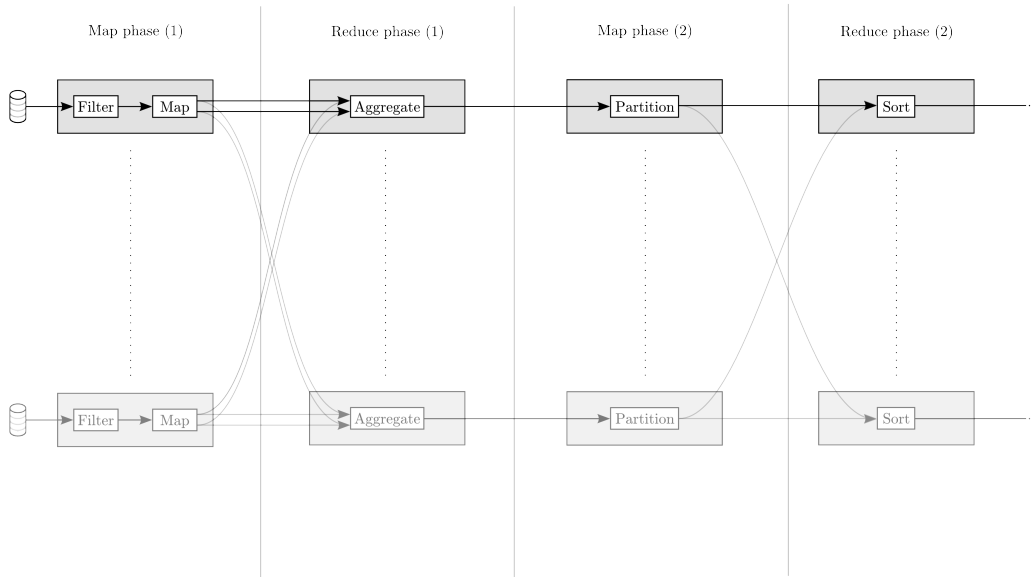 Map phase (1)
Reduce phase (1)
Map phase (2)
Reduce phase (2)
Filter
Map
Aggregate
Partition
Sort
Filter
Map
Aggregate
Partition
Sort